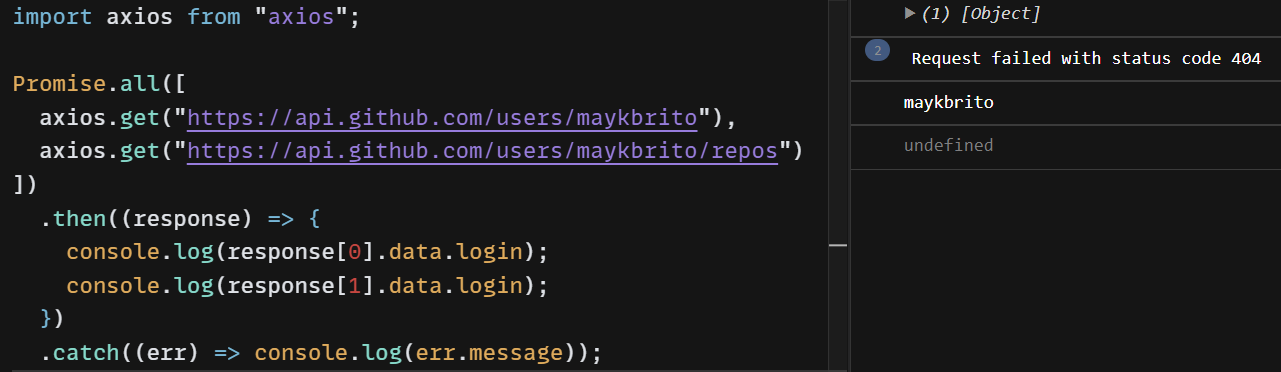 import axios from "axios";
Promise.all([
  axios.get("https://api.github.com/users/maykbrito"),
  axios.get("https://api.github.com/users/maykbrito/repos")
])
  .then((response) => {
    console.log(response[0].data.login);
    console.log(response[1].data.login);
  })
  .catch((err) => console.log(err.message));
▶ (1) [Object]
2 Request failed with status code 404
maykbrito
undefined